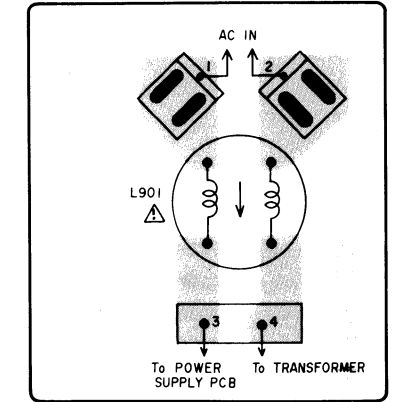 AC IN
1 2
L901
3 4
To POWER To TRANSFORMER
SUPPLY PCB